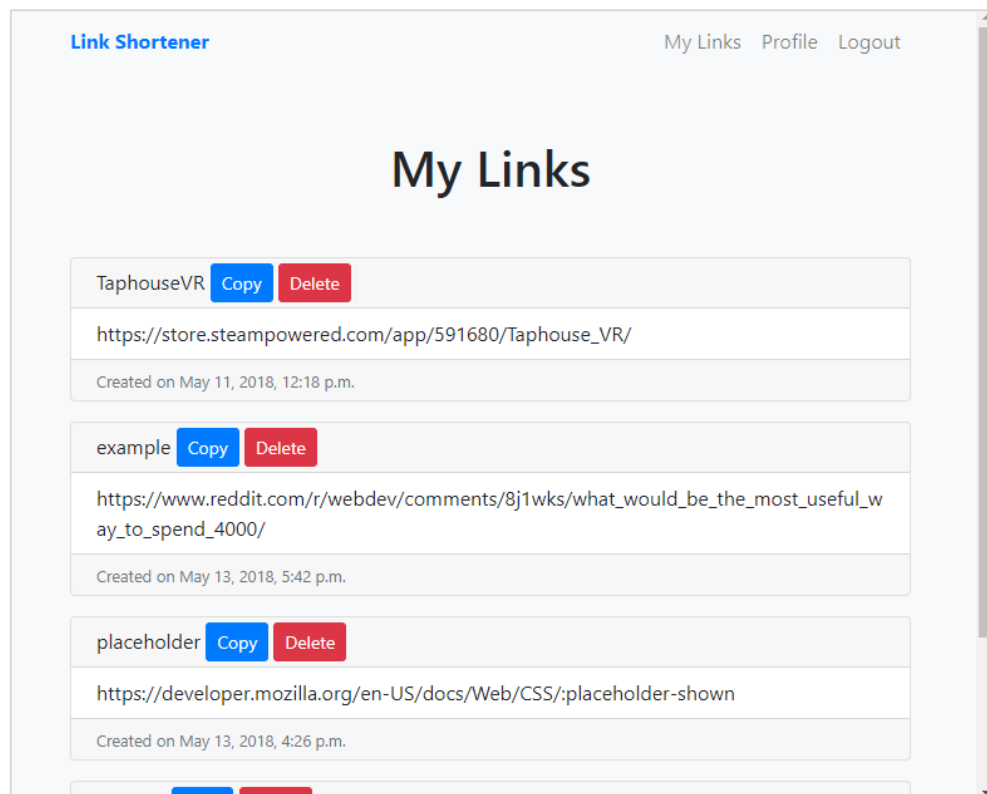 Link Shortener My Links Profile Logout
My Links
TaphouseVR Copy Delete
https://store.steampowered.com/app/591680/Taphouse_VR/
Created on May 11, 2018, 12:18 p.m.
example Copy Delete
https://www.reddit.com/r/webdev/comments/8j1wks/what_would_be_the_most_useful_w
ay_to_spend_4000/
Created on May 13, 2018, 5:42 p.m.
placeholder Copy Delete
https://developer.mozilla.org/en-US/docs/Web/CSS/:placeholder-shown
Created on May 13, 2018, 4:26 p.m.